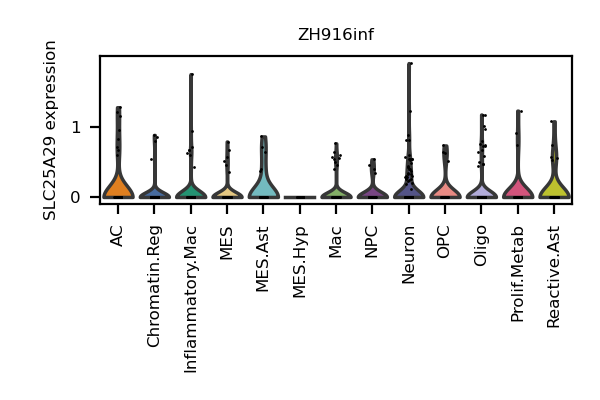 ZH916inf
SLC25A29 expression
1
0
AC
Chromatin.Reg
Inflammatory.Mac
MES
MES.Ast
MES.Hyp
Mac
NPC
Neuron
OPC
Oligo
Prolif.Metab
Reactive.Ast